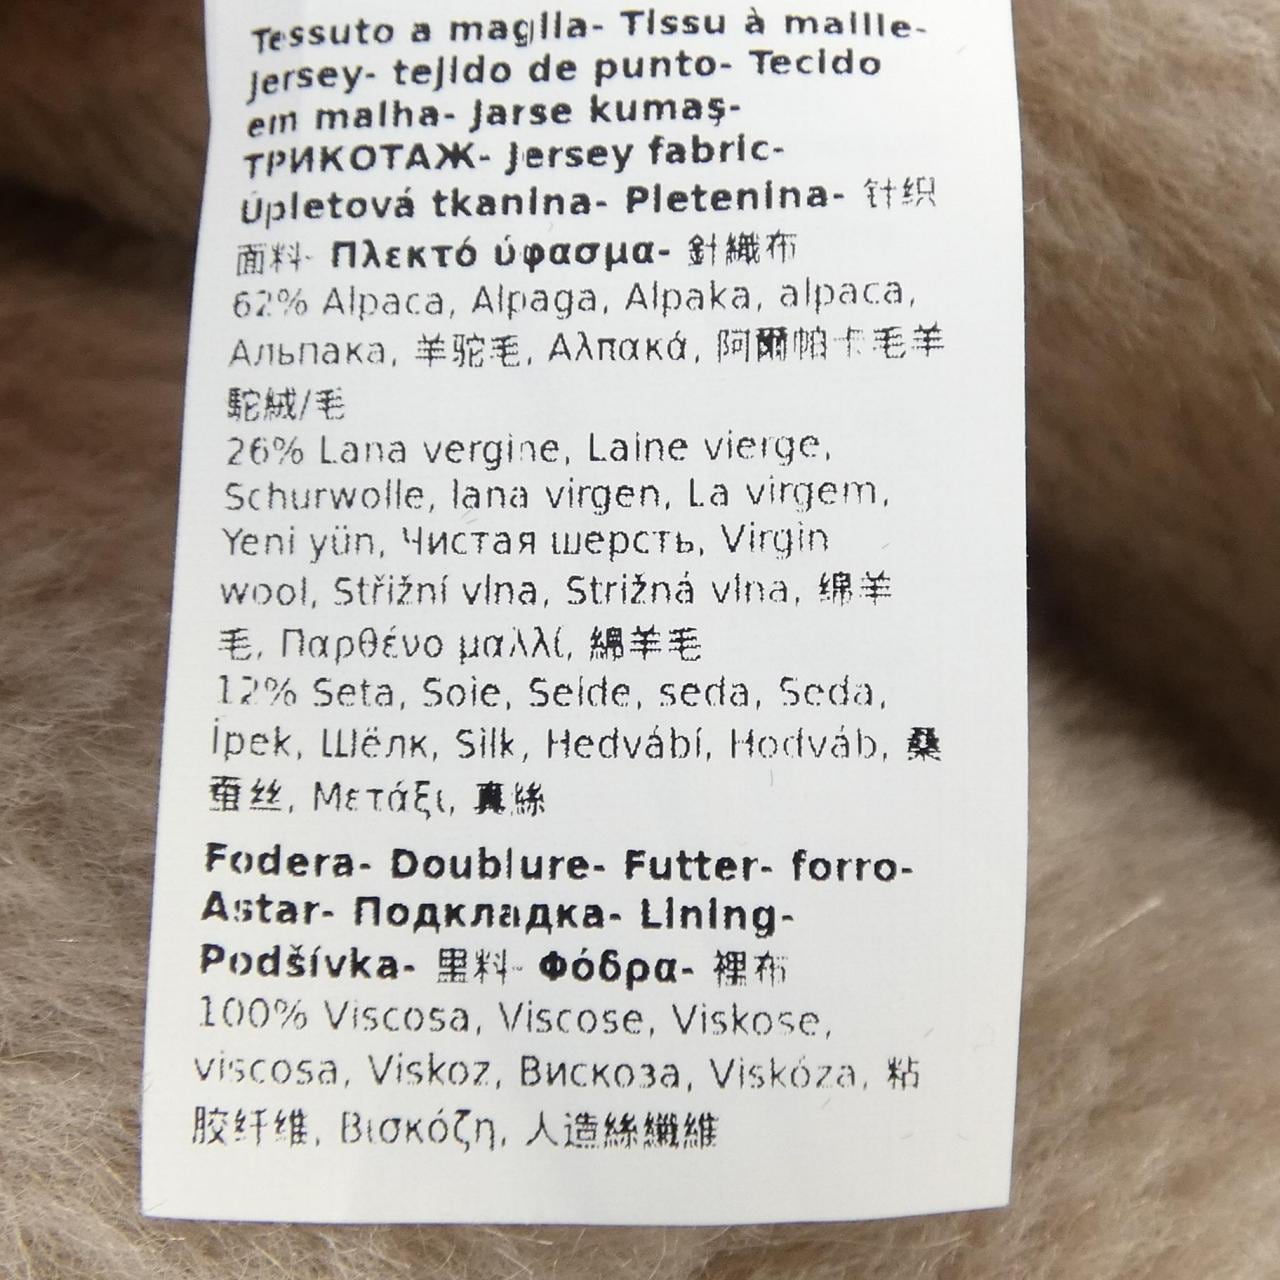 Tessuto a maglia- Tissu à maille-
Jersey- tejido de punto- Tecido
em malha- Jarse kumaş-
ТРИКОТАЖ- Jersey fabric-
Úpletová tkanina- Pletenina- 针织
面料- Πλεκτό ύφασμα- 針織布
62% Alpaca, Alpaga, Alpaka, alpaca,
Альпака, 羊驼毛, Αλπακά, 阿爾帕卡毛羊
駝絨/毛
26% Lana vergine, Laine vierge,
Schurwolle, lana virgen, La virgem,
Yeni yün, Чистая шерсть, Virgin
wool, Střižní vlna, Strižná vlna, 绵羊
毛, Παρθένο μαλλί, 綿羊毛
12% Seta, Soie, Seide, seda, Seda,
İpek, Шёлк, Silk, Hedvábí, Hodváb, 桑
蚕丝, Μετάξι, 真絲
Fodera- Doublure- Futter- forro-
Astar- Подкладка- Lining-
Podšívka- 里料- Φόδρα- 裡布
100% Viscosa, Viscose, Viskose,
viscosa, Viskoz, Вискоза, Viskóza, 粘
胶纤维, Βισκόζη, 人造絲纖維